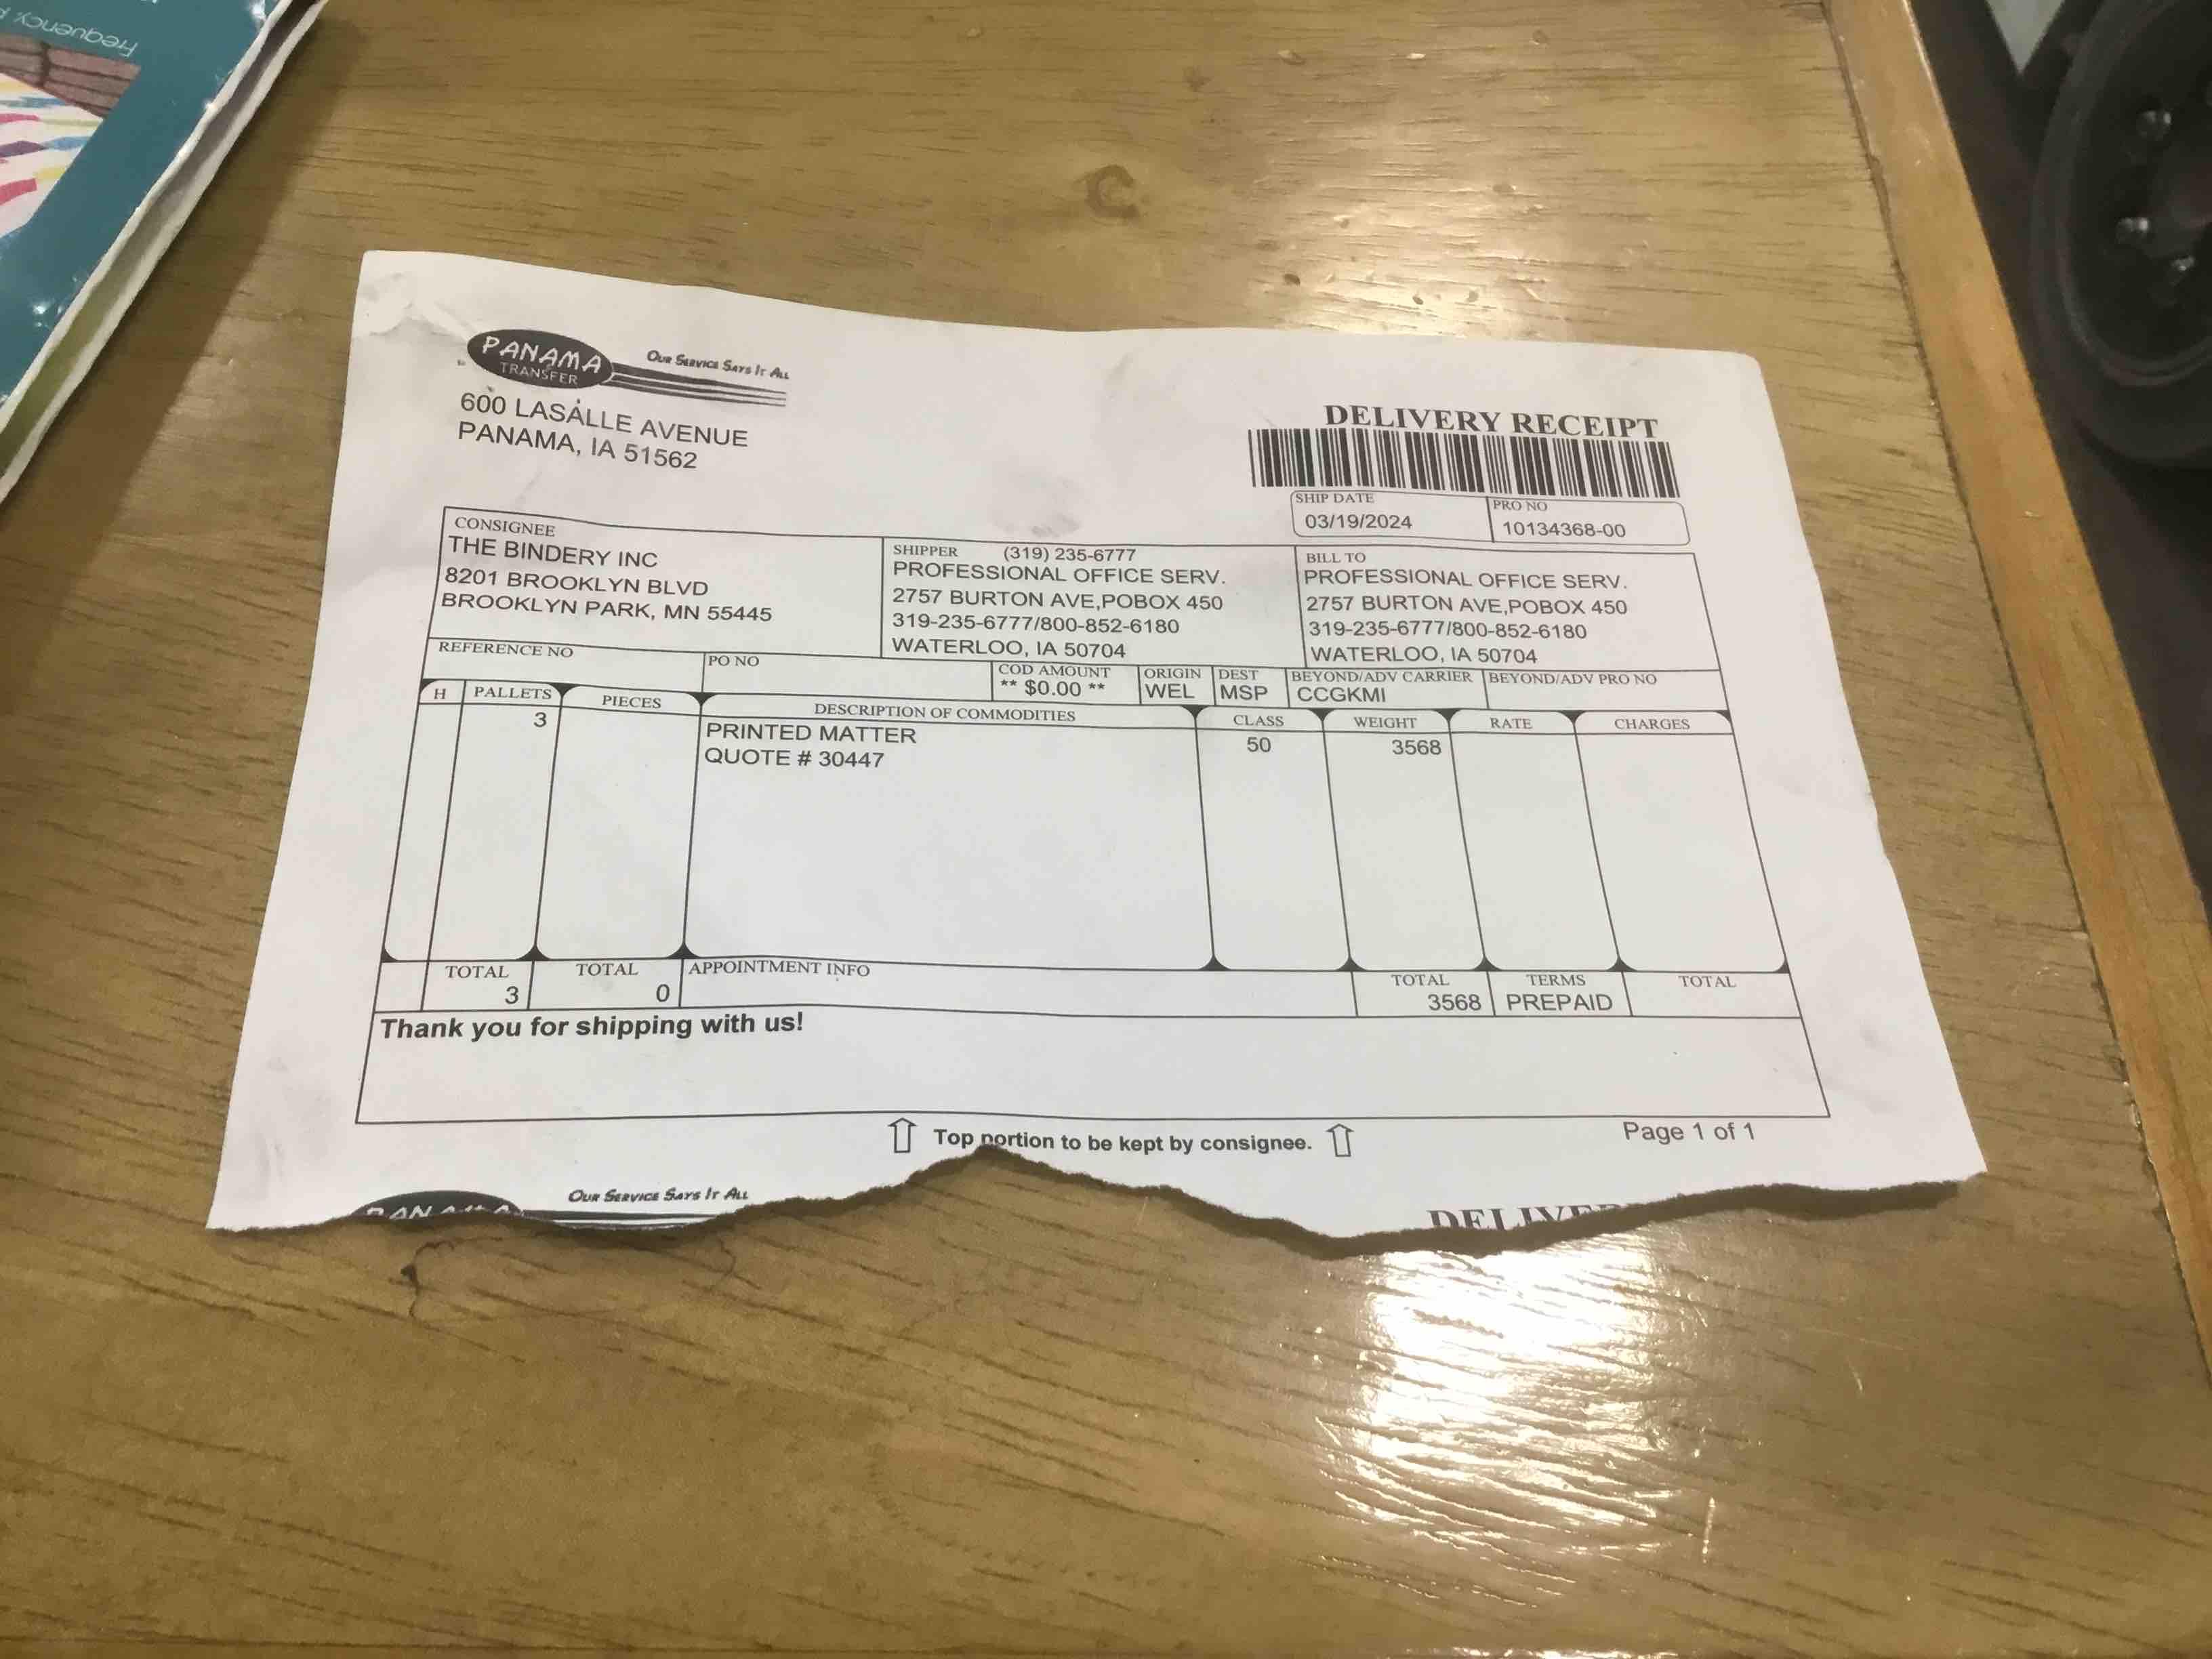 Frequency,
PANAMA
TRANSFER
OUR SERVICE SAYS IT ALL
600 LASALLE AVENUE
PANAMA, IA 51562
DELIVERY RECEIPT
SHIP DATE
03/19/2024
PRO NO
10134368-00
CONSIGNEE
THE BINDERY INC
8201 BROOKLYN BLVD
BROOKLYN PARK, MN 55445
SHIPPER (319) 235-6777
PROFESSIONAL OFFICE SERV.
2757 BURTON AVE,POBOX 450
319-235-6777/800-852-6180
WATERLOO, IA 50704
BILL TO
PROFESSIONAL OFFICE SERV.
2757 BURTON AVE,POBOX 450
319-235-6777/800-852-6180
WATERLOO, IA 50704
REFERENCE NO
PO NO
COD AMOUNT
** $0.00 **
ORIGIN
WEL
DEST
MSP
BEYOND/ADV CARRIER
CCGKMI
BEYOND/ADV PRO NO
H PALLETS PIECES DESCRIPTION OF COMMODITIES CLASS WEIGHT RATE CHARGES
3 PRINTED MATTER 50 3568
QUOTE # 30447
TOTAL
3
TOTAL
0
APPOINTMENT INFO
TOTAL
3568
TERMS
PREPAID
TOTAL
Thank you for shipping with us!
Top portion to be kept by consignee.
Page 1 of 1
OUR SERVICE SAYS IT ALL